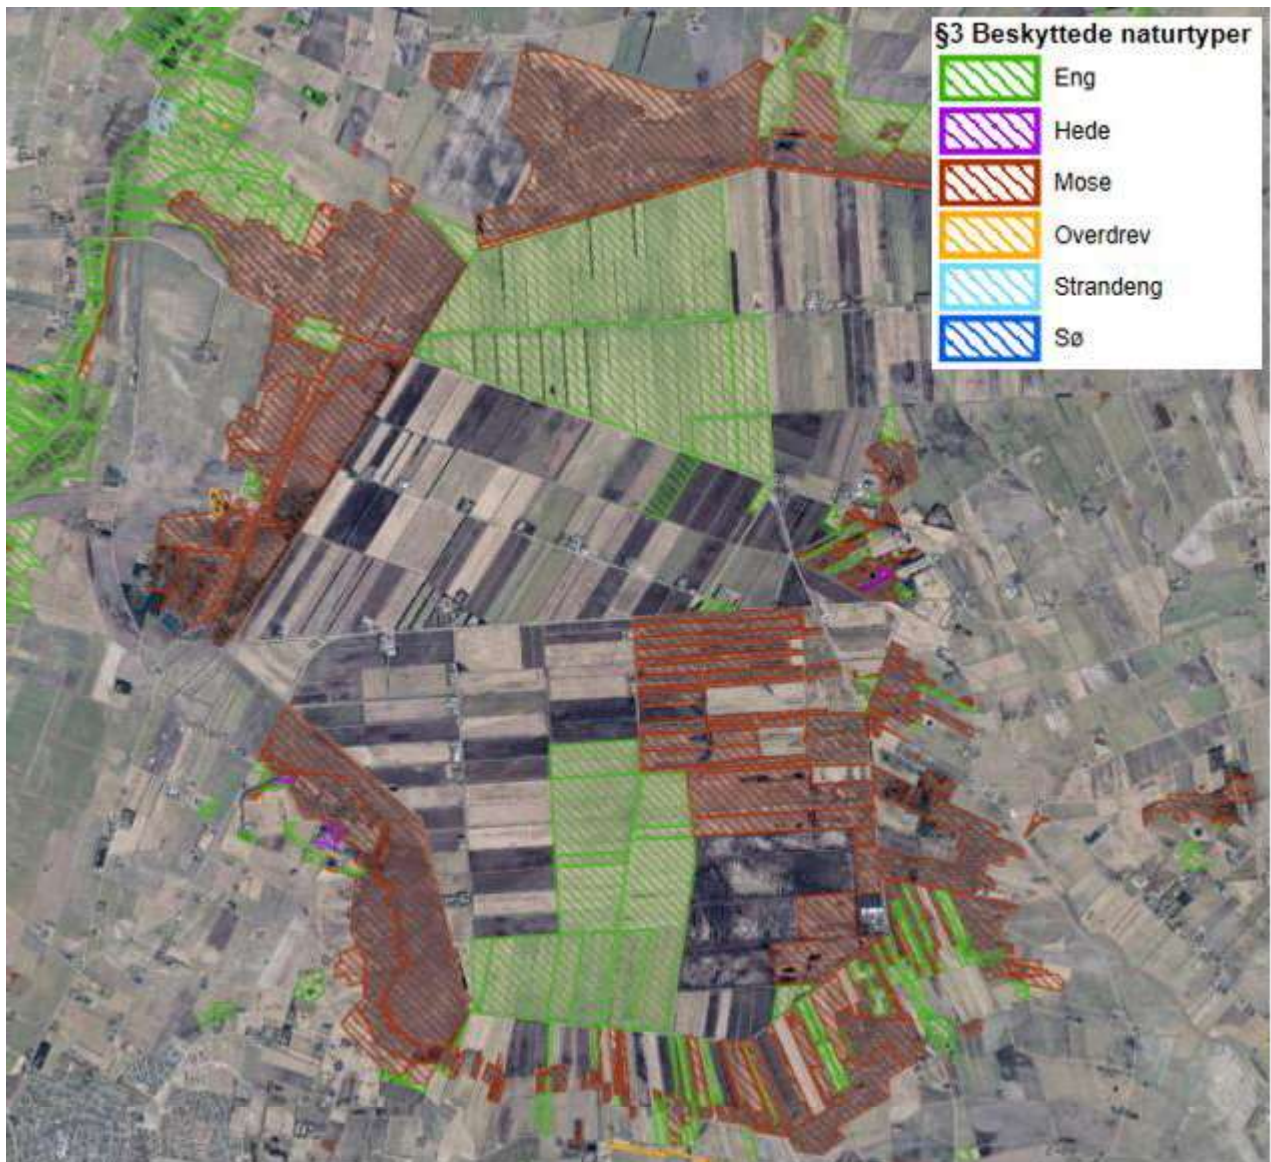 §3 Beskyttede naturtyper
Eng
Hede
Mose
Overdrev
Strandeng
Sø